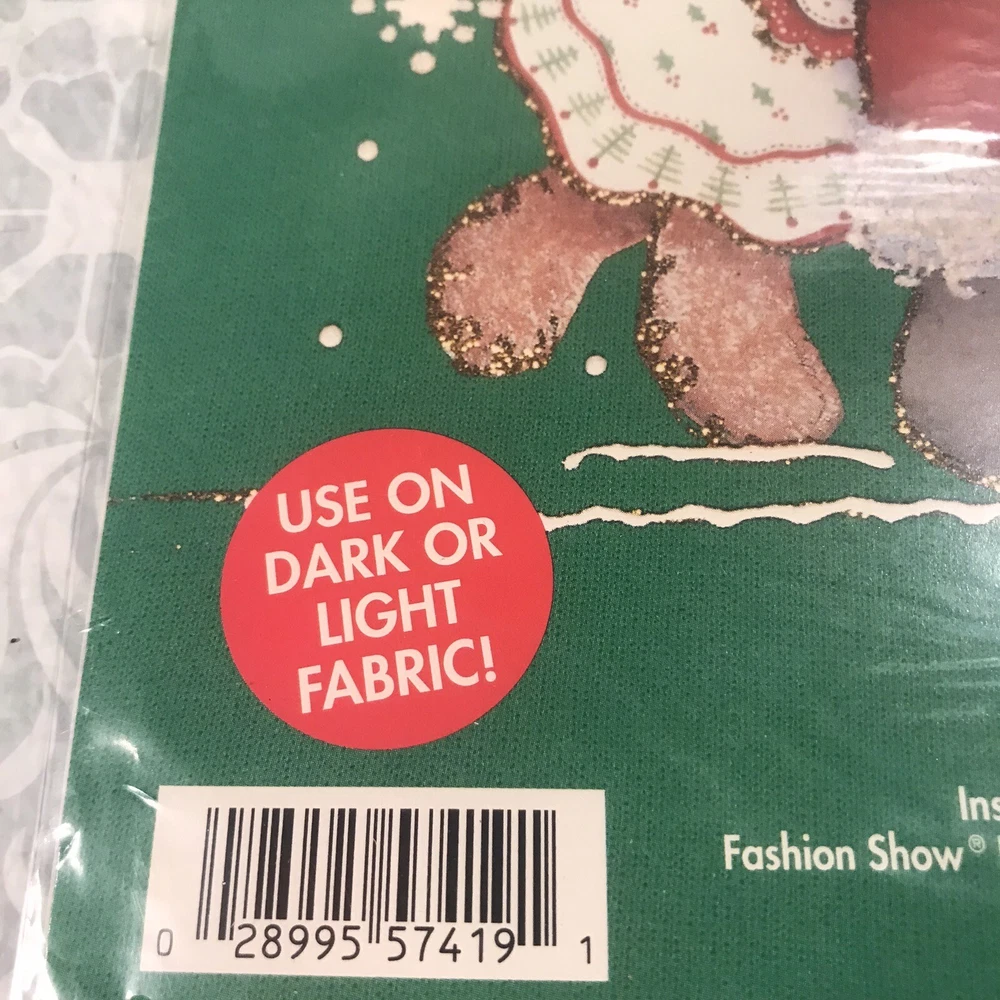 USE ON
DARK OR
LIGHT
FABRIC!
Ins
Fashion Show®
0 28995 57419 1